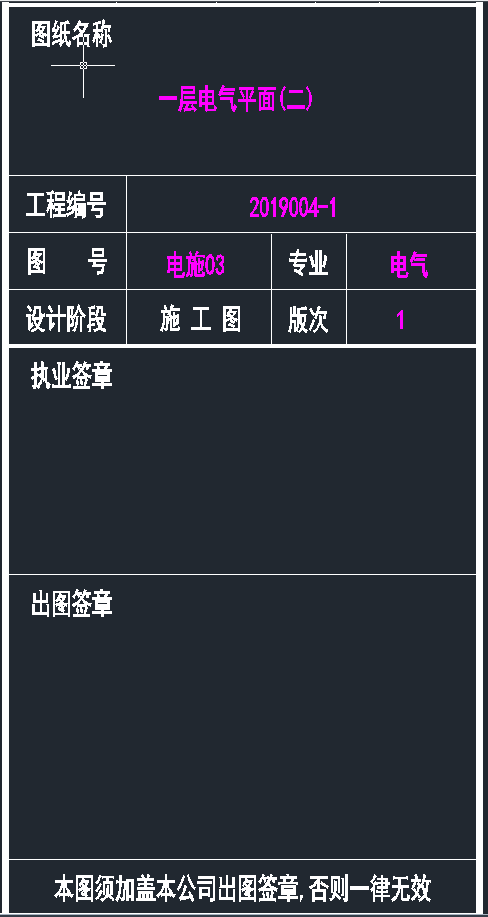 图纸名称
一层电气平面(二)
工程编号 2019004-1
图 号 电施03 专业 电气
设计阶段 施 工 图 版次 1
执业签章
出图签章
本图须加盖本公司出图签章,否则一律无效